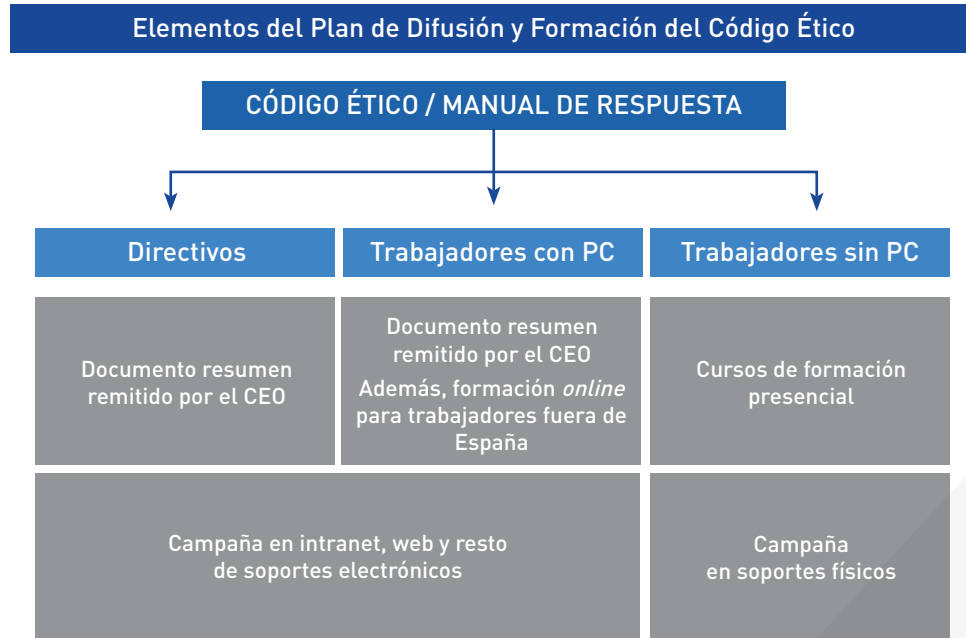 Elementos del Plan de Difusión y Formación del Código Ético
CÓDIGO ÉTICO / MANUAL DE RESPUESTA
Directivos
Trabajadores con PC
Trabajadores sin PC
Documento resumen
remitido por el CEO
Documento resumen
remitido por el CEO
Además, formación online
para trabajadores fuera de
España
Cursos de formación
presencial
Campaña en intranet, web y resto
de soportes electrónicos
Campaña
en soportes físicos